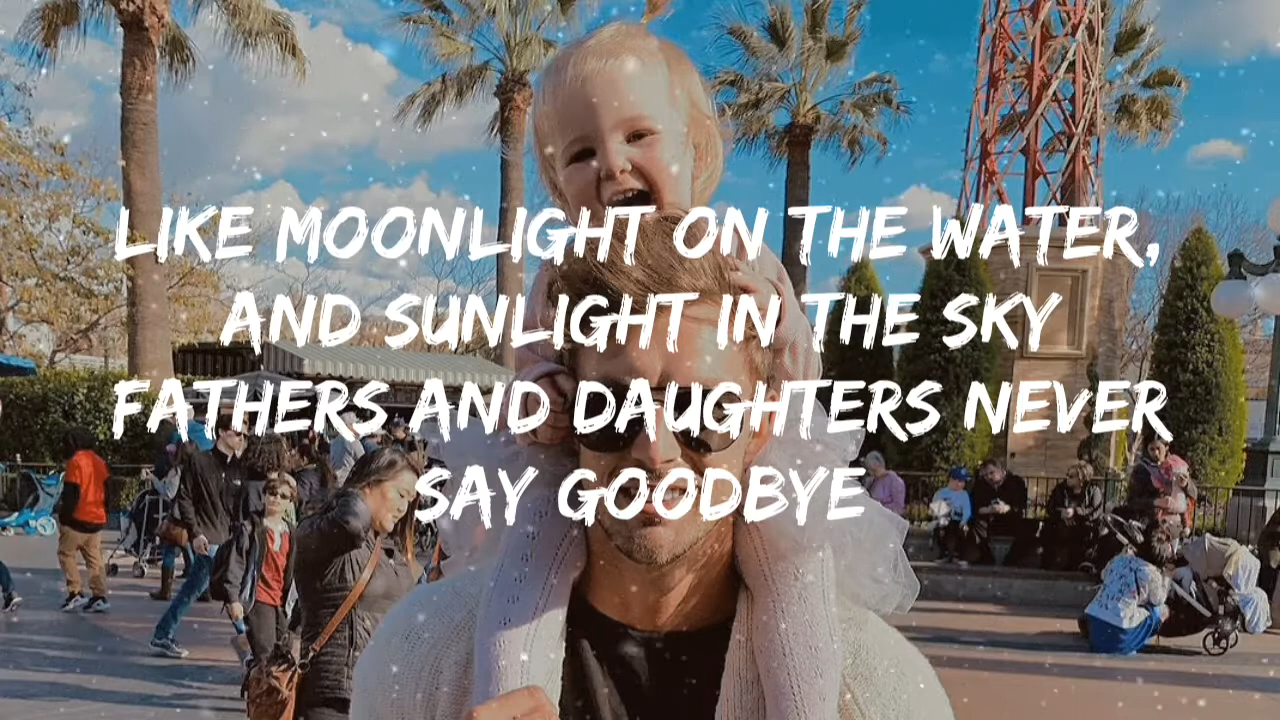 LIKE MOONLIGHT ON THE WATER,
AND SUNLIGHT IN THE SKY
FATHERS AND DAUGHTERS NEVER
SAY GOODBYE